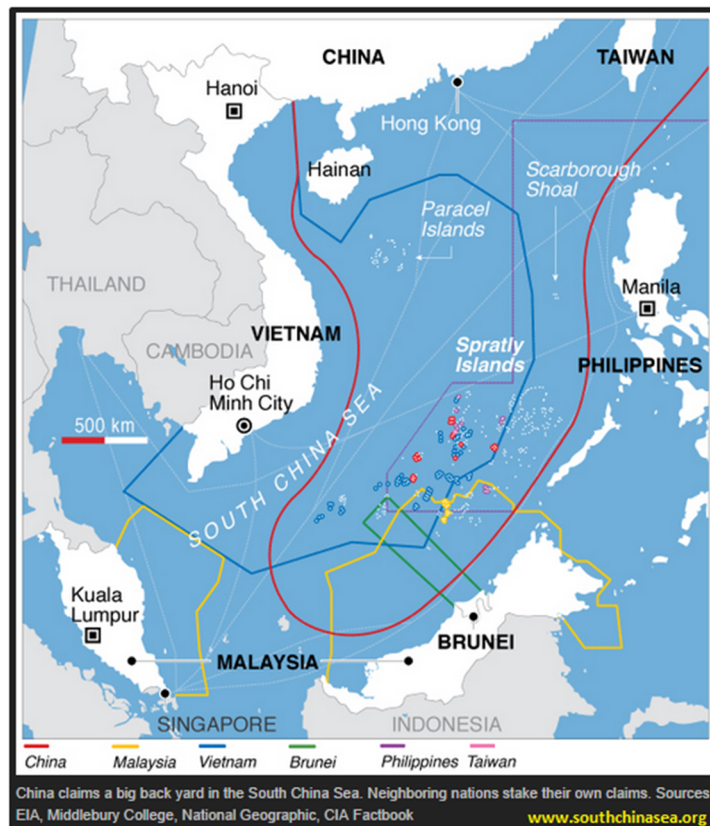 CHINA
TAIWAN
Hanoi
Hong Kong
Hainan
Scarborough
Shoal
Paracel
Islands
THAILAND
Manila
VIETNAM
CAMBODIA
Spratly
Islands
PHILIPPINES
Ho Chi
Minh City
500 km
SOUTH CHINA SEA
Kuala
Lumpur
BRUNEI
MALAYSIA
SINGAPORE
INDONESIA
China
Malaysia
Vietnam
Brunei
Philippines
Taiwan
China claims a big back yard in the South China Sea. Neighboring nations stake their own claims. Sources
EIA, Middlebury College, National Geographic, CIA Factbook
www.southchinasea.org